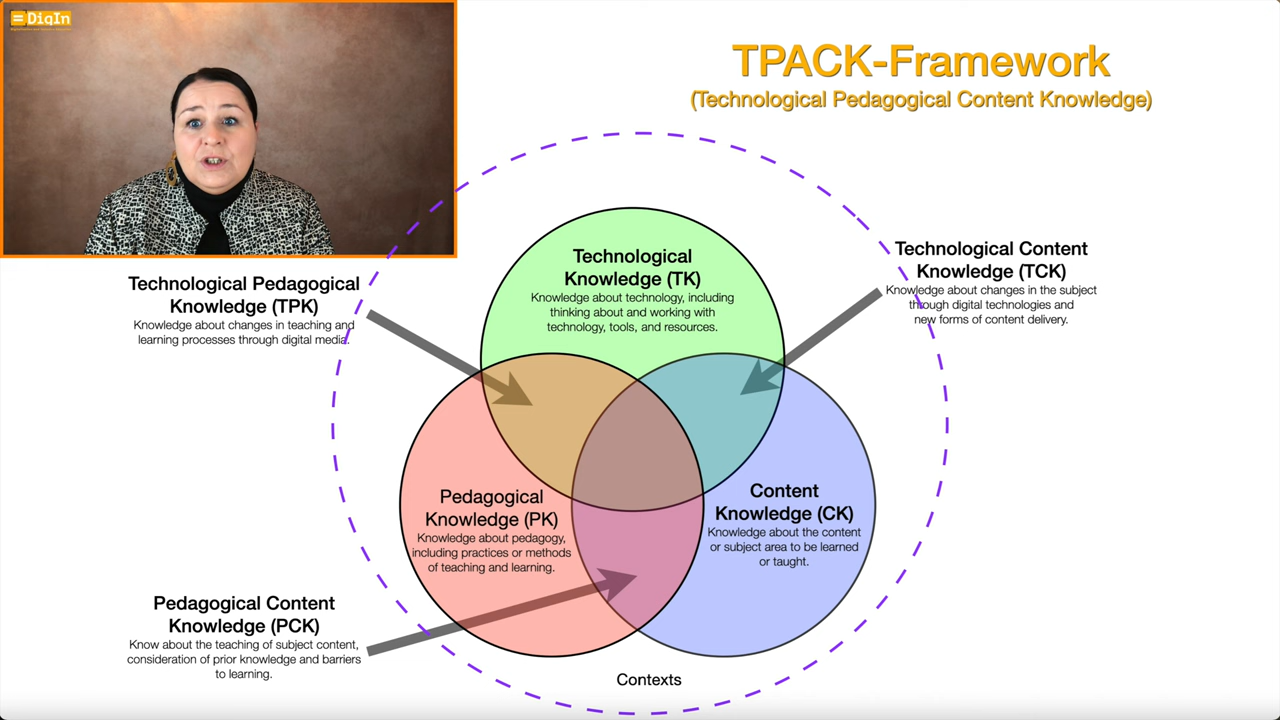 DigIn
TPACK-Framework
(Technological Pedagogical Content Knowledge)
Technological Pedagogical
Knowledge (TPK)
Knowledge about changes in teaching and
learning processes through digital media.
Technological
Knowledge (TK)
Knowledge about technology, including
thinking about and working with
technology, tools, and resources.
Technological Content
Knowledge (TCK)
Knowledge about changes in the subject
through digital technologies and
new forms of content delivery.
Pedagogical
Knowledge (PK)
Knowledge about pedagogy,
including practices or methods
of teaching and learning.
Content
Knowledge (CK)
Knowledge about the content
or subject area to be learned
or taught.
Pedagogical Content
Knowledge (PCK)
Know about the teaching of subject content,
consideration of prior knowledge and barriers
to learning.
Contexts